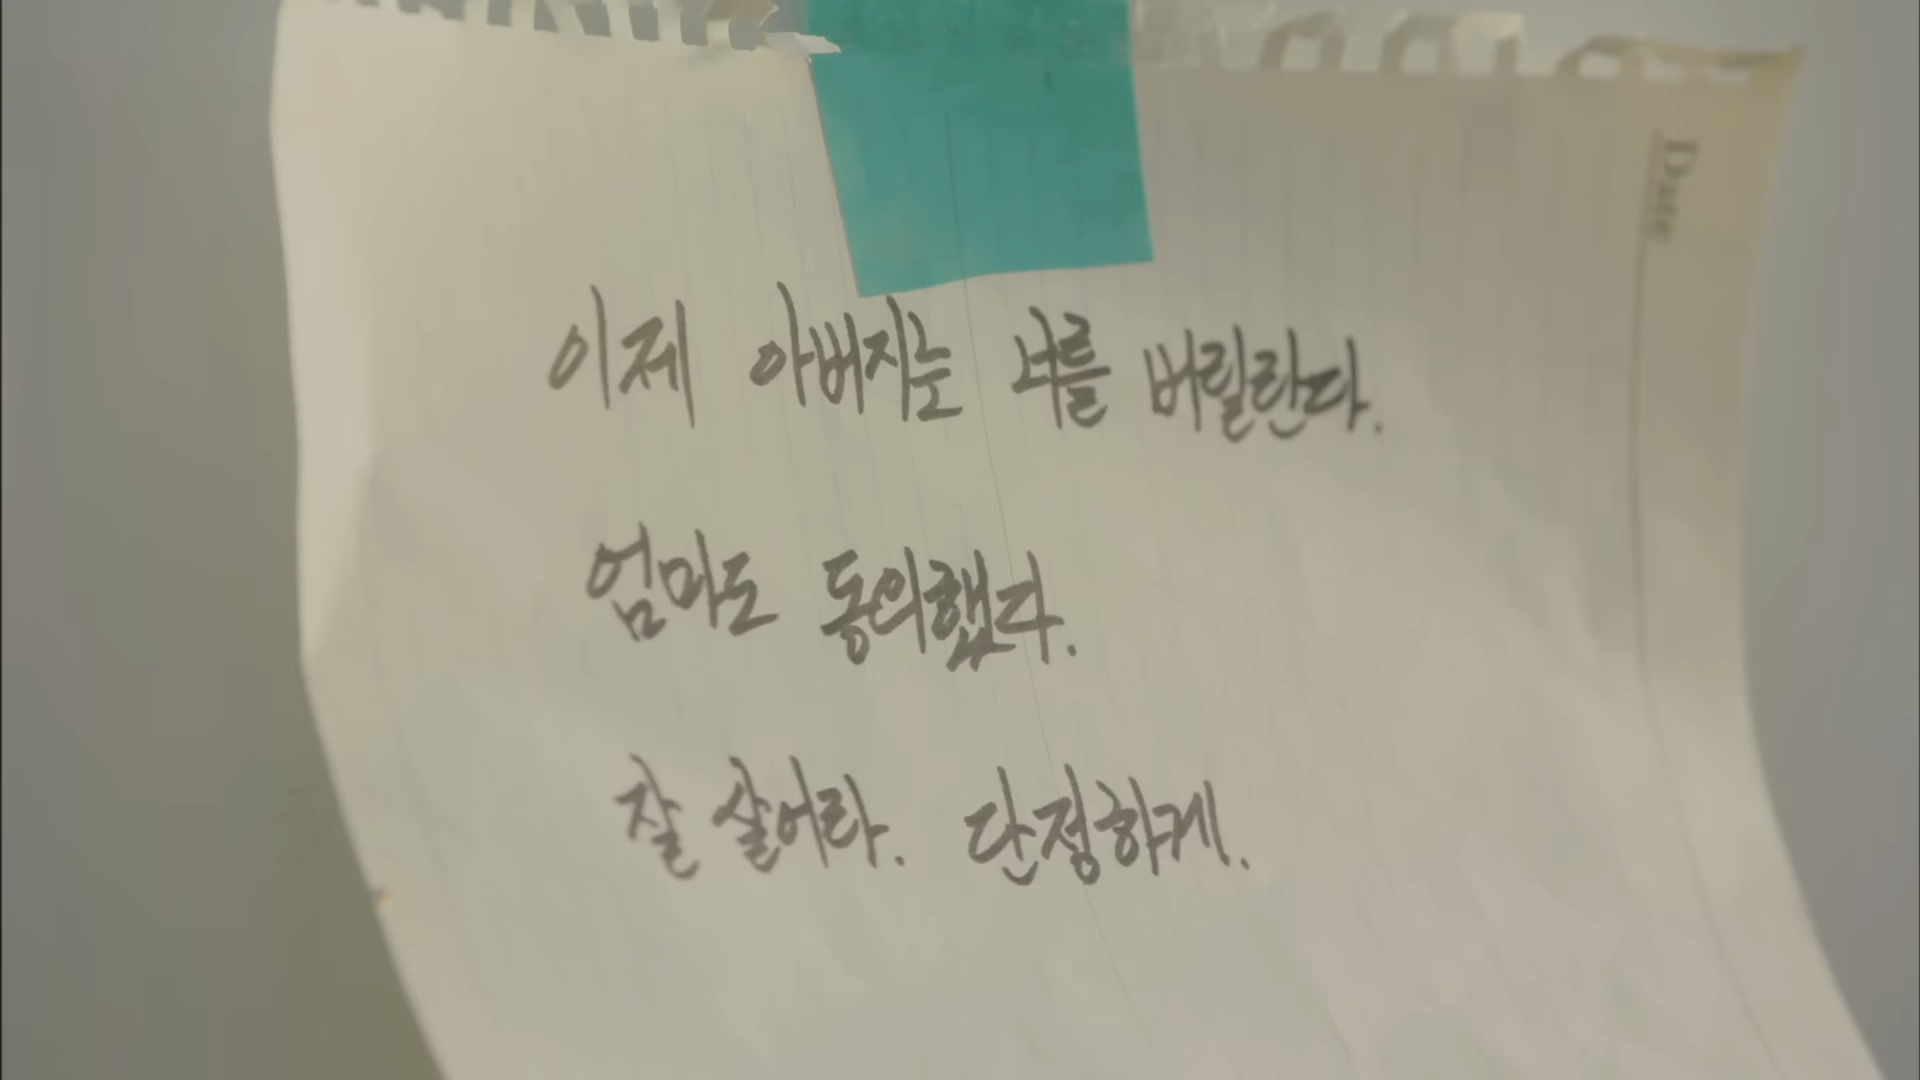 Date
이제 아버지는 너를 버릴란다.
엄마도 동의했다.
잘 살어라. 단정하게.